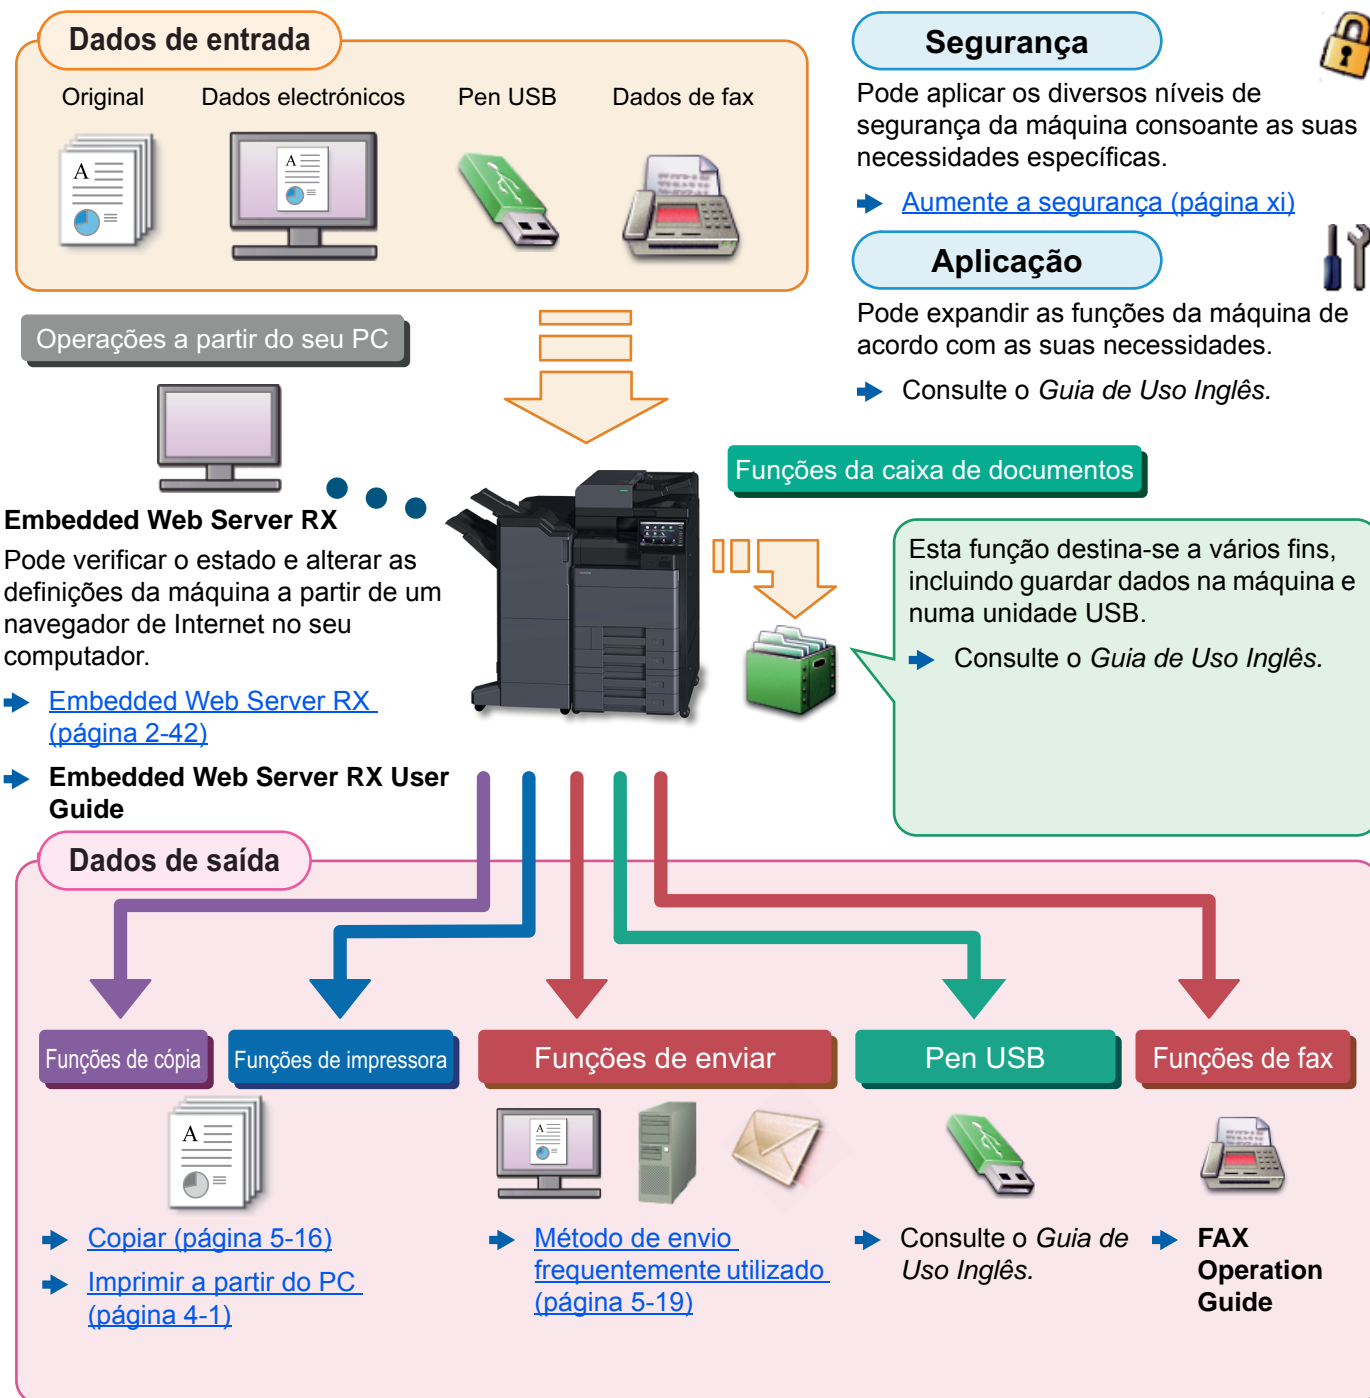 Dados de entrada
Original
Dados electrónicos
Pen USB
Dados de fax
Segurança
Pode aplicar os diversos níveis de
segurança da máquina consoante as suas
necessidades específicas.
Aumente a segurança (página xi)
Aplicação
Pode expandir as funções da máquina de
acordo com as suas necessidades.
Consulte o Guia de Uso Inglês.
Operações a partir do seu PC
Embedded Web Server RX
Pode verificar o estado e alterar as
definições da máquina a partir de um
navegador de Internet no seu
computador.
Embedded Web Server RX
(página 2-42)
Embedded Web Server RX User
Guide
Funções da caixa de documentos
Esta função destina-se a vários fins,
incluindo guardar dados na máquina e
numa unidade USB.
Consulte o Guia de Uso Inglês.
Dados de saída
Funções de cópia
Funções de impressora
Funções de enviar
Pen USB
Funções de fax
Copiar (página 5-16)
Imprimir a partir do PC
(página 4-1)
Método de envio
frequentemente utilizado
(página 5-19)
Consulte o Guia de
Uso Inglês.
FAX
Operation
Guide